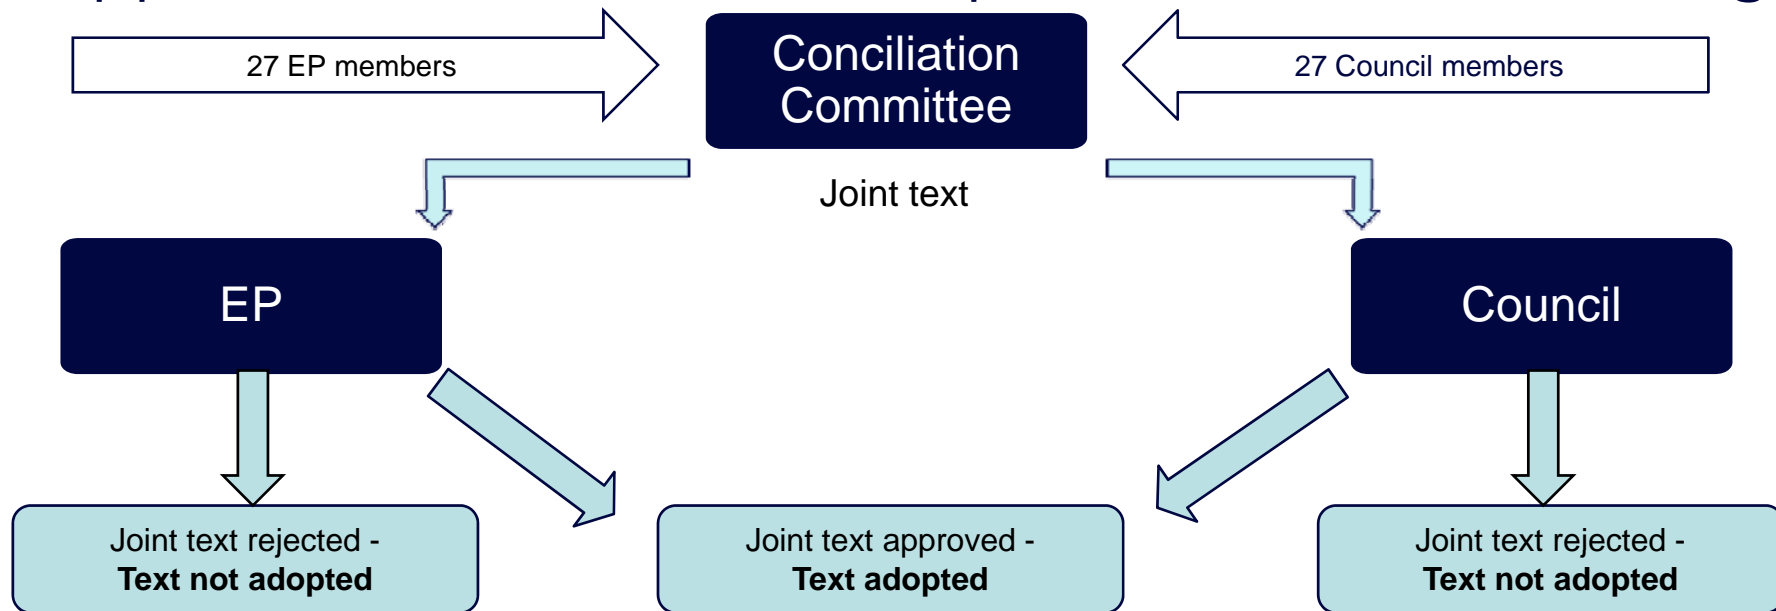 27 EP members
Conciliation
Committee
27 Council members
Joint text
EP
Council
Joint text rejected -
Text not adopted
Joint text approved -
Text adopted
Joint text rejected -
Text not adopted